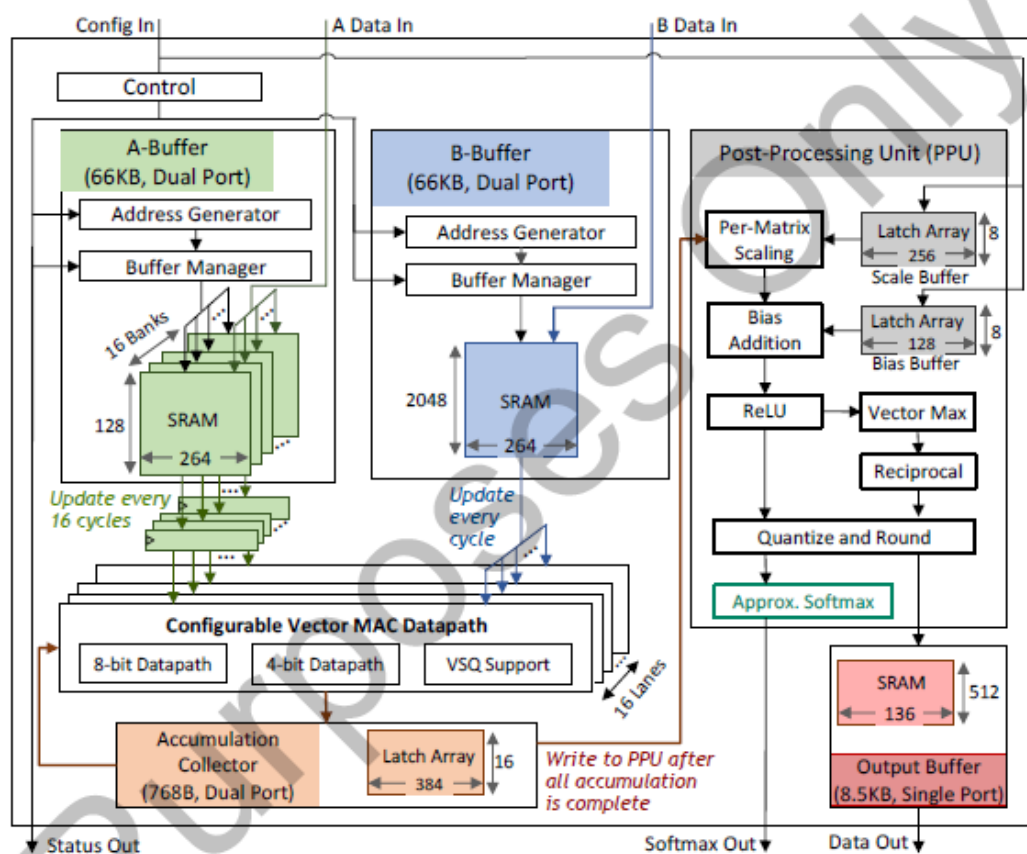 Config In
A Data In
B Data In
Control
A-Buffer
(66KB, Dual Port)
Address Generator
Buffer Manager
16 Banks
...
...
128
SRAM
264
...
...
Update every
16 cycles
...
...
B-Buffer
(66KB, Dual Port)
Address Generator
Buffer Manager
2048
SRAM
264
Update
every
cycle
...
Post-Processing Unit (PPU)
Per-Matrix
Scaling
Latch Array
256
8
Scale Buffer
Bias
Addition
Latch Array
128
8
Bias Buffer
ReLU
Vector Max
Reciprocal
Quantize and Round
Approx. Softmax
Configurable Vector MAC Datapath
8-bit Datapath
4-bit Datapath
VSQ Support
...
16 Lanes
Accumulation
Collector
(768B, Dual Port)
Latch Array
384
16
Write to PPU after
all accumulation
is complete
SRAM
136
512
Output Buffer
(8.5KB, Single Port)
Status Out
Softmax Out
Data Out
Purposes Only